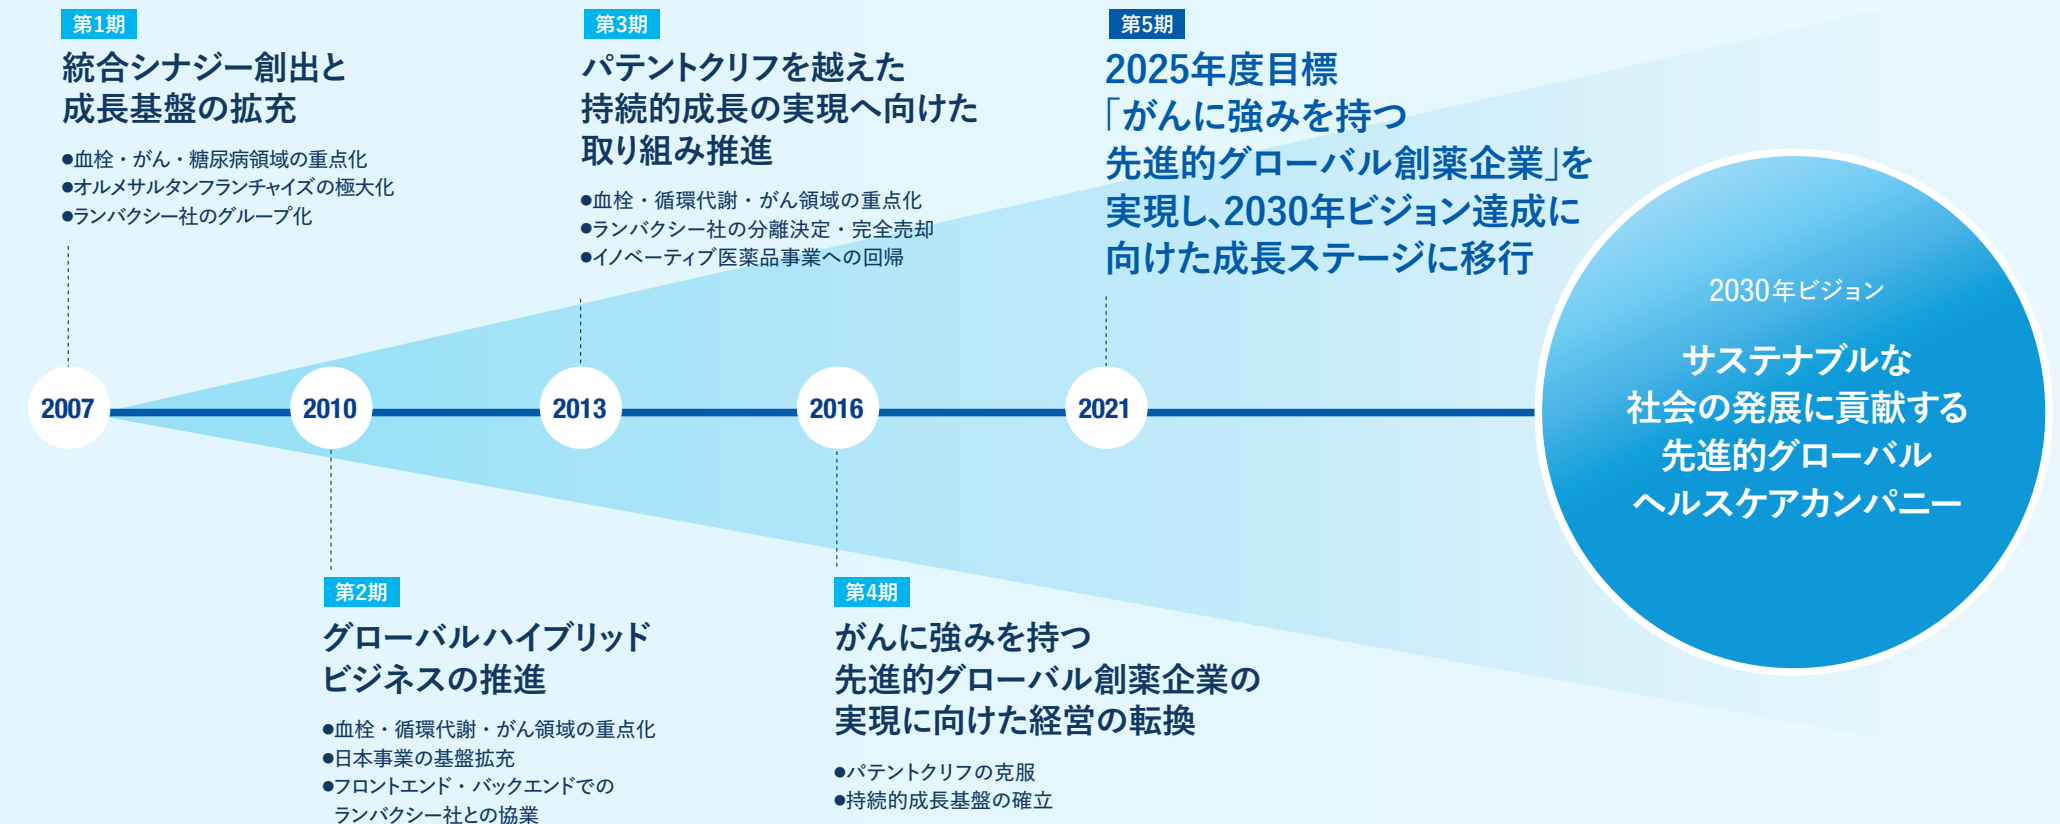 第1期
統合シナジー創出と
成長基盤の拡充
●血栓・がん・糖尿病領域の重点化
●オルメサルタンフランチャイズの極大化
●ランバクシー社のグループ化
第3期
パテントクリフを越えた
持続的成長の実現へ向けた
取り組み推進
●血栓・循環代謝・がん領域の重点化
●ランバクシー社の分離決定・完全売却
●イノベーティブ医薬品事業への回帰
第5期
2025年度目標
「がんに強みを持つ
先進的グローバル創薬企業」を
実現し、2030年ビジョン達成に
向けた成長ステージに移行
2007
2010
2013
2016
2021
2030年ビジョン
サステナブルな
社会の発展に貢献する
先進的グローバル
ヘルスケアカンパニー
第2期
グローバルハイブリッド
ビジネスの推進
●血栓・循環代謝・がん領域の重点化
●日本事業の基盤拡充
●フロントエンド・バックエンドでの
ランバクシー社との協業
第4期
がんに強みを持つ
先進的グローバル創薬企業の
実現に向けた経営の転換
●パテントクリフの克服
●持続的成長基盤の確立